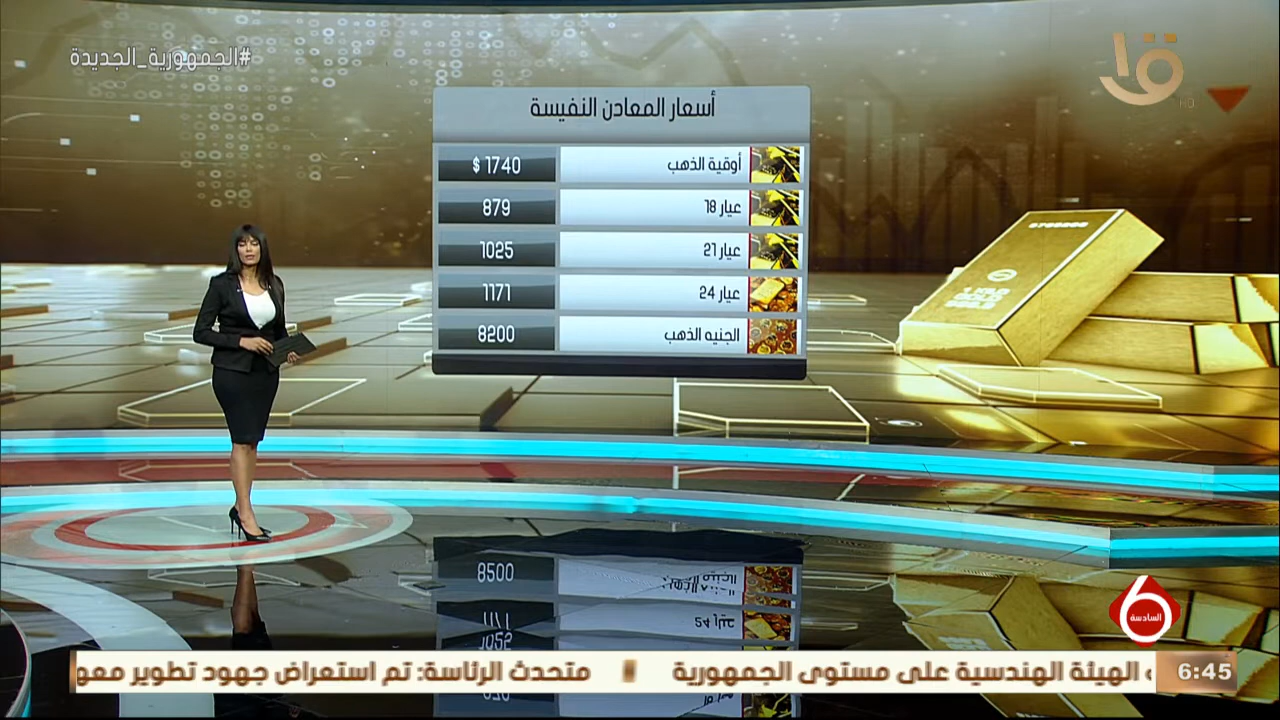 #الجمهورية_الجديدة
HD
أسعار المعادن النفيسة
أوقية الذهب 1740 $
عيار 18 879
عيار 21 1025
عيار 24 1171
الجنيه الذهب 8200
السادسة
الهيئة الهندسية على مستوى الجمهورية
متحدث الرئاسة: تم استعراض جهود تطوير
6:45